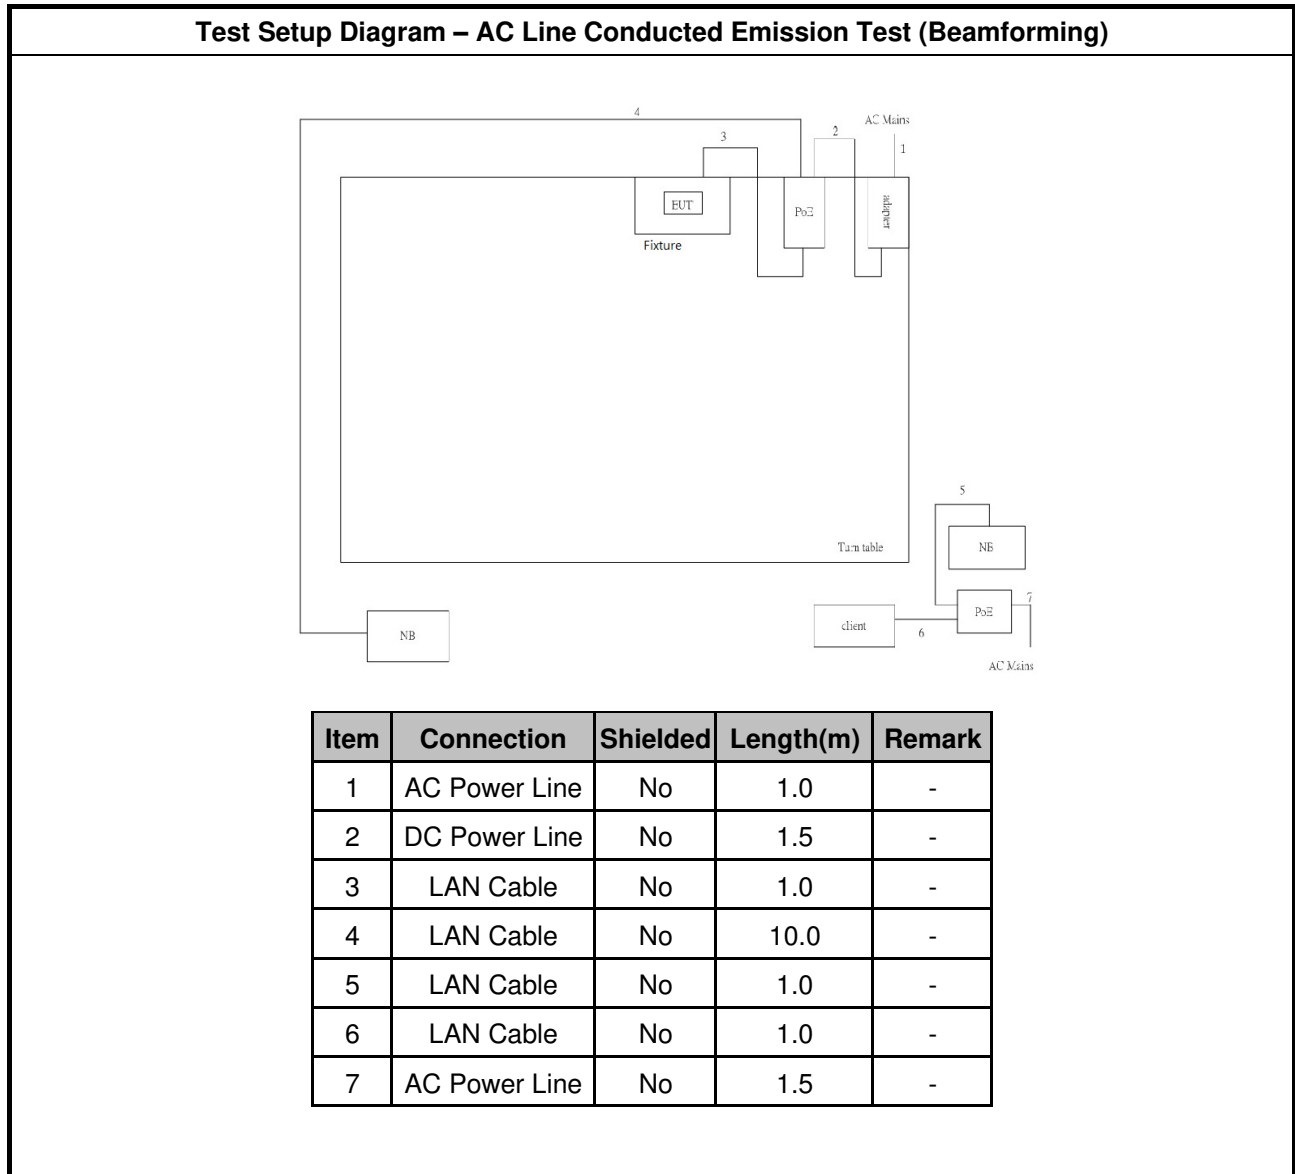 Test Setup Diagram – AC Line Conducted Emission Test (Beamforming)
4
AC Mains
3
2
1
EUT
PoE
adapter
Fixture
5
Turn table
NB
7
PoE
client
6
NB
AC Mains
Item Connection Shielded Length(m) Remark
1 AC Power Line No 1.0 -
2 DC Power Line No 1.5 -
3 LAN Cable No 1.0 -
4 LAN Cable No 10.0 -
5 LAN Cable No 1.0 -
6 LAN Cable No 1.0 -
7 AC Power Line No 1.5 -